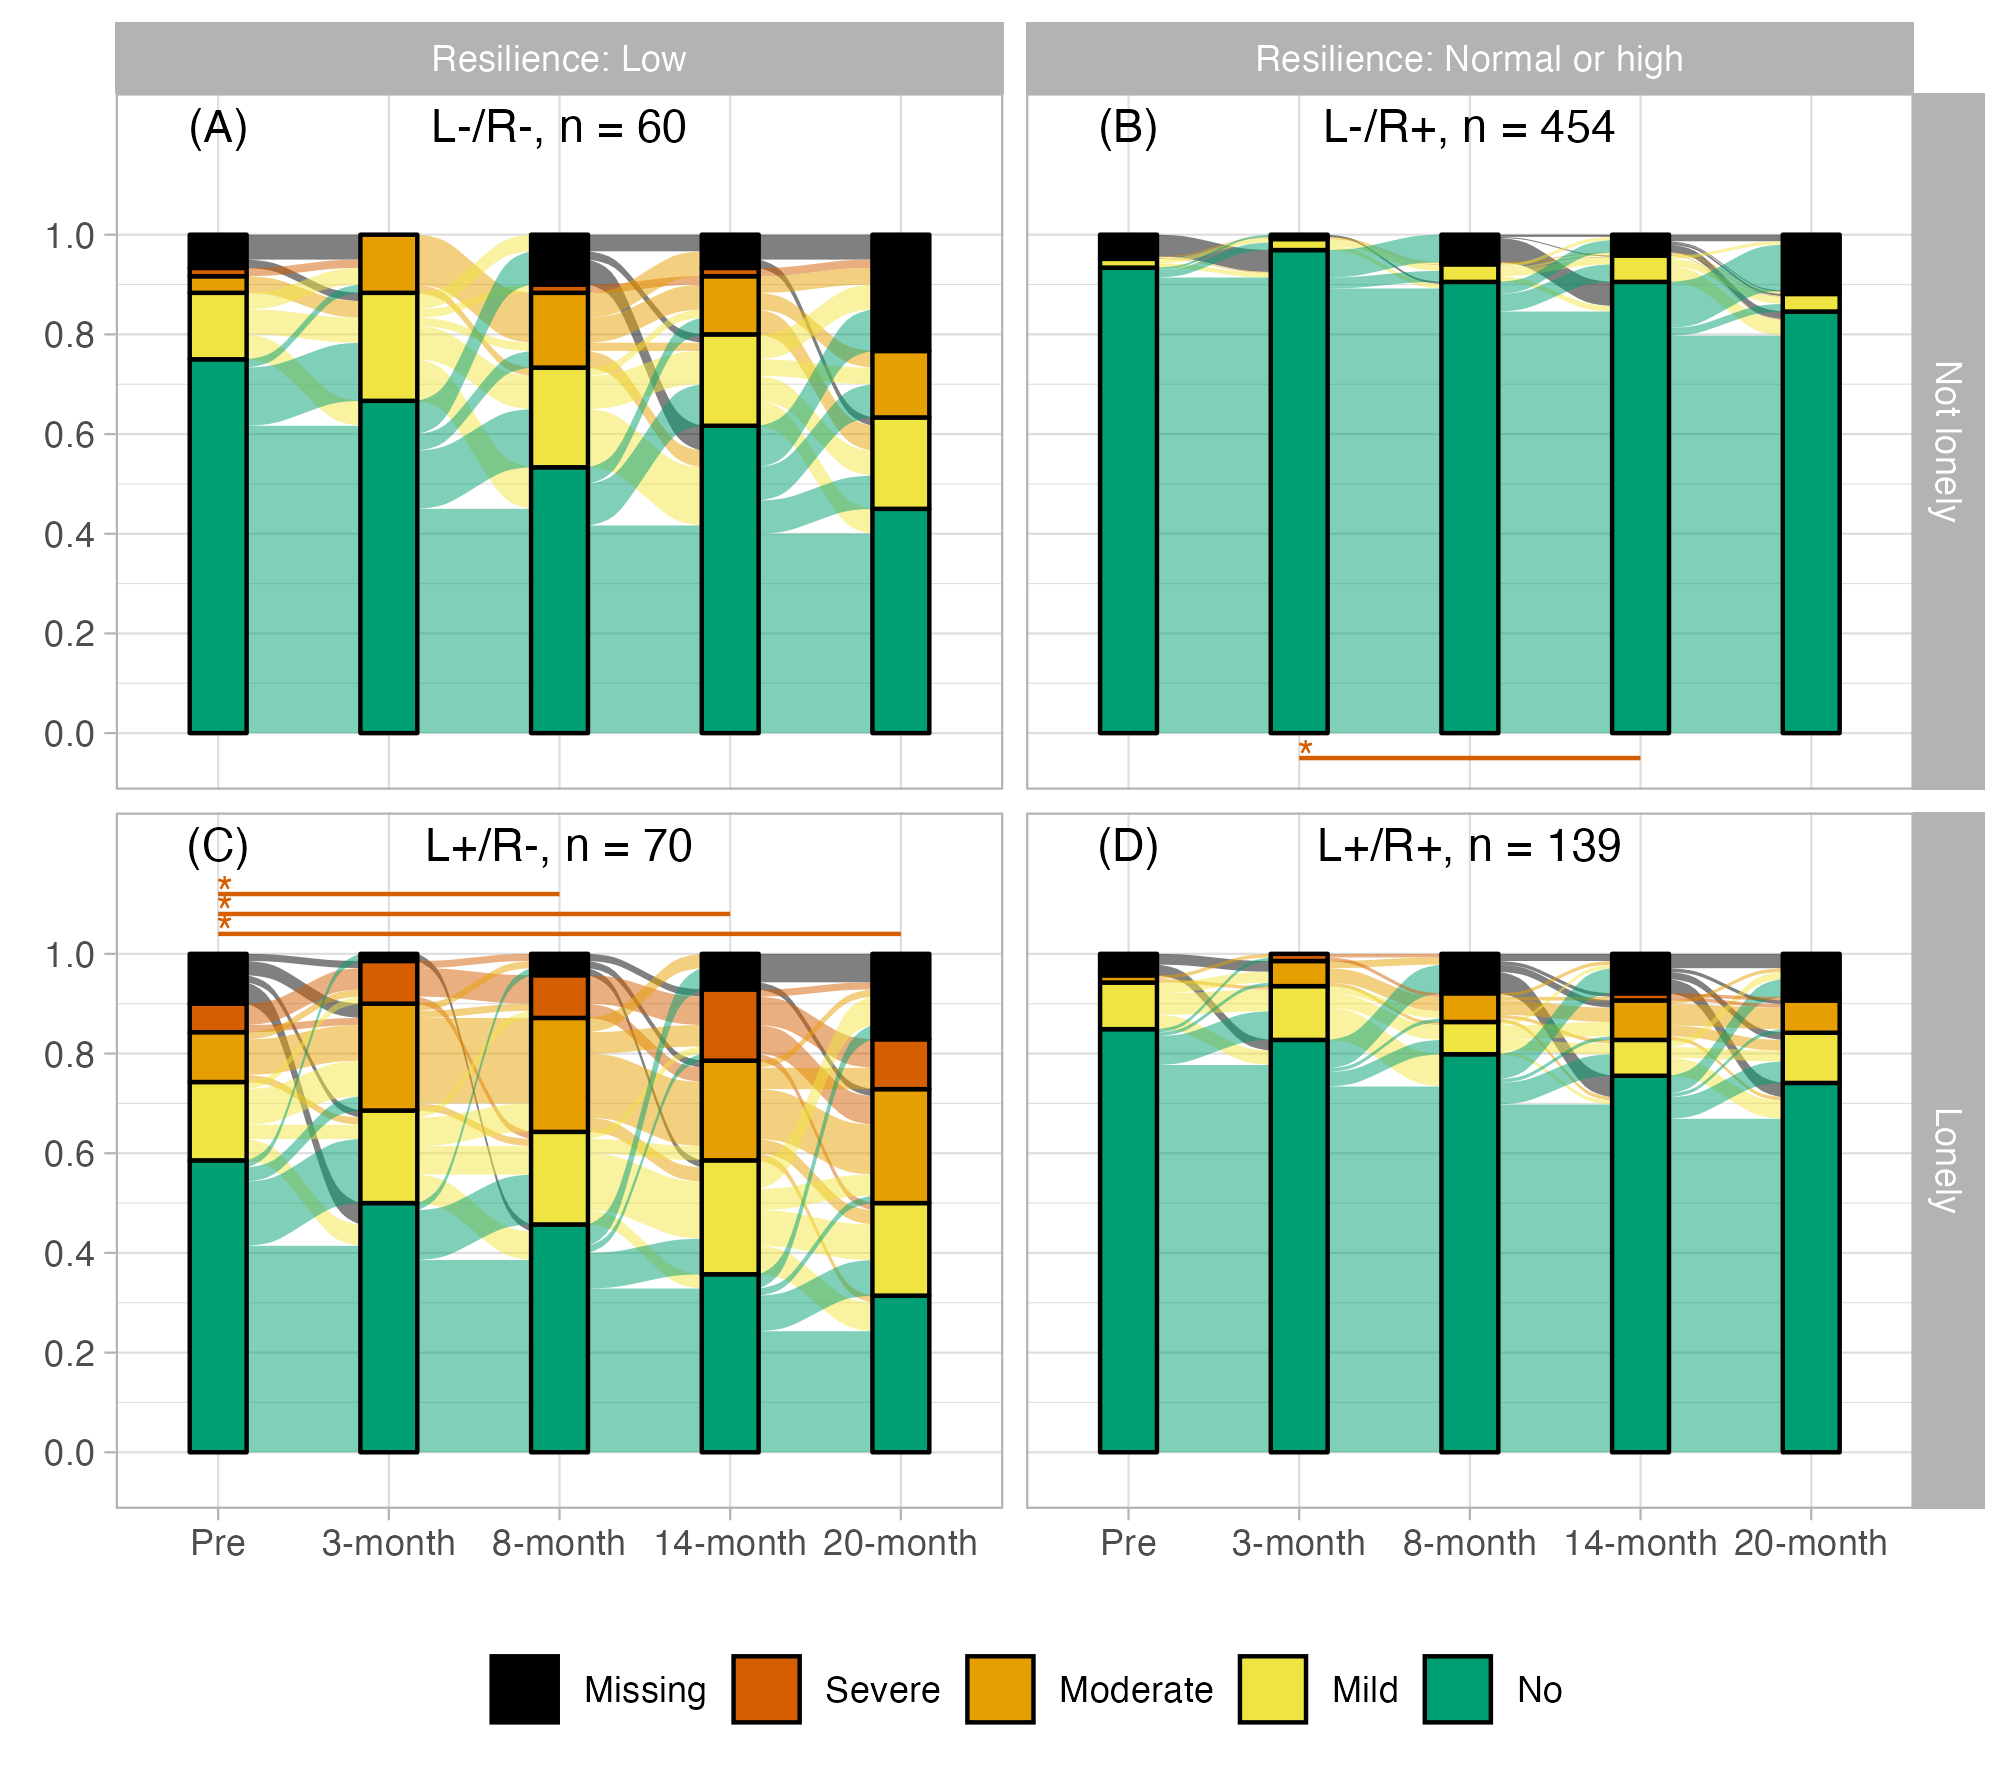 Resilience: Low
Resilience: Normal or high
(A) L-/R-, n = 60
(B) L-/R+, n = 454
1.0
0.8
0.6
0.4
0.2
0.0
Not lonely
*
(C) L+/R-, n = 70
(D) L+/R+, n = 139
*
*
*
1.0
0.8
0.6
0.4
0.2
0.0
Lonely
Pre 3-month 8-month 14-month 20-month
Pre 3-month 8-month 14-month 20-month
Missing Severe Moderate Mild No